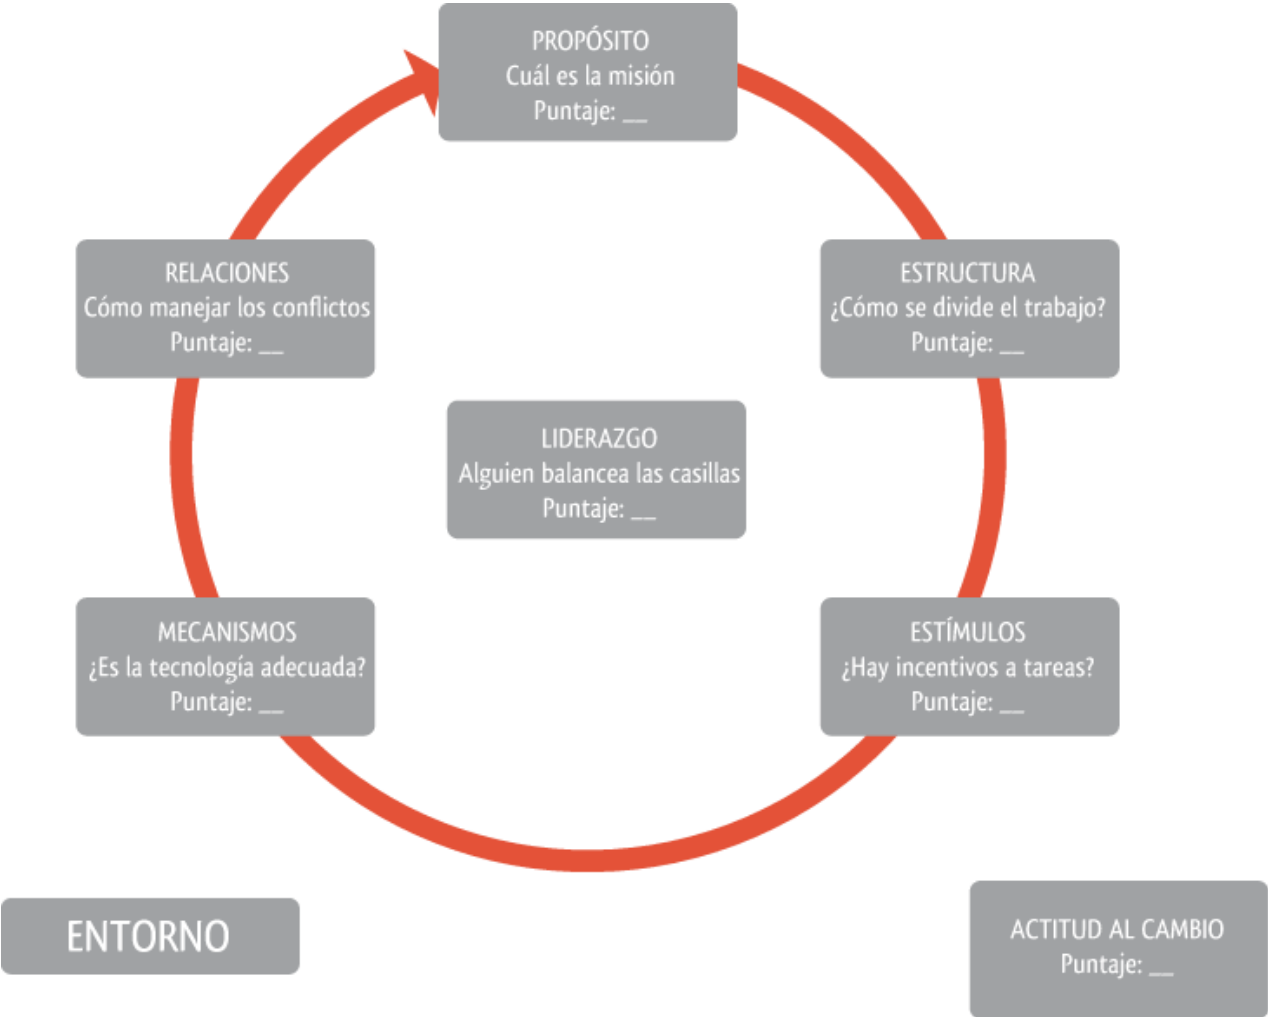 PROPÓSITO
Cuál es la misión
Puntaje: __
RELACIONES
Cómo manejar los conflictos
Puntaje: __
ESTRUCTURA
¿Cómo se divide el trabajo?
Puntaje: __
LIDERAZGO
Alguien balancea las casillas
Puntaje: __
MECANISMOS
¿Es la tecnología adecuada?
Puntaje: __
ESTÍMULOS
¿Hay incentivos a tareas?
Puntaje: __
ENTORNO
ACTITUD AL CAMBIO
Puntaje: __